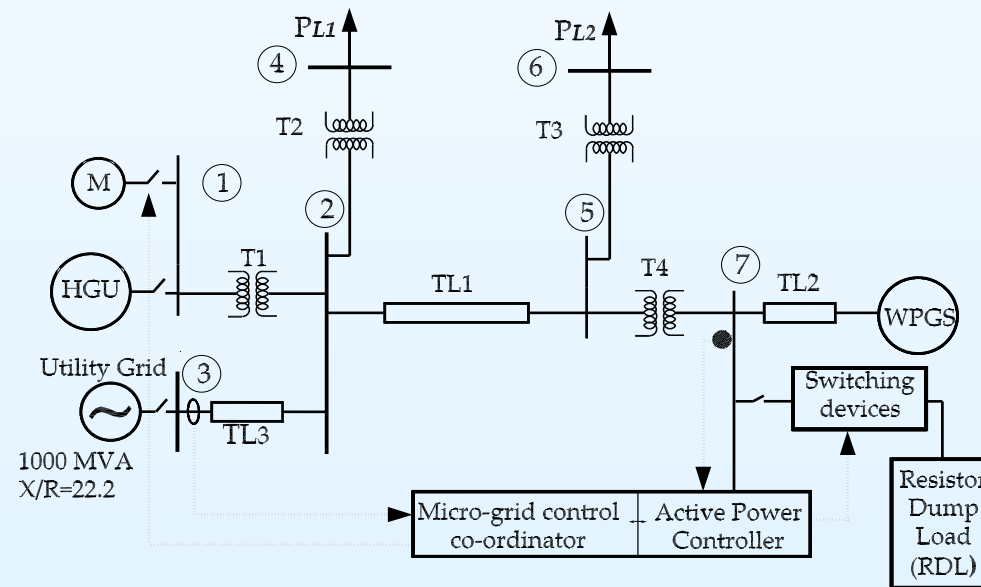 PL1
PL2
4
6
T2
T3
M
1
2
5
T1
T4
7
HGU
TL1
TL2
WPGS
Utility Grid
3
TL3
1000 MVA
X/R=22.2
Switching
devices
Micro-grid control
co-ordinator
Active Power
Controller
Resistor
Dump
Load
(RDL)